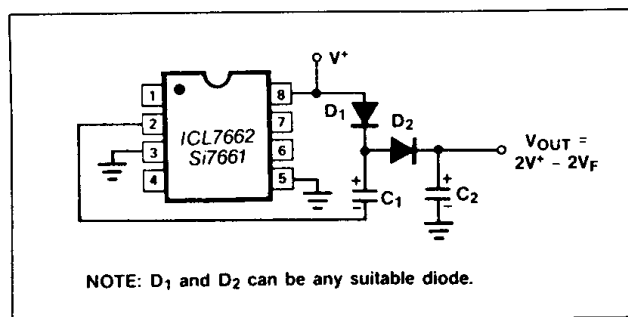 V+
1
8
D1
2
7
D2
ICL7662
Si7661
VOUT =
2V+ – 2VF
3
6
4
5
+
–
C1
+
–
C2
NOTE: D1 and D2 can be any suitable diode.